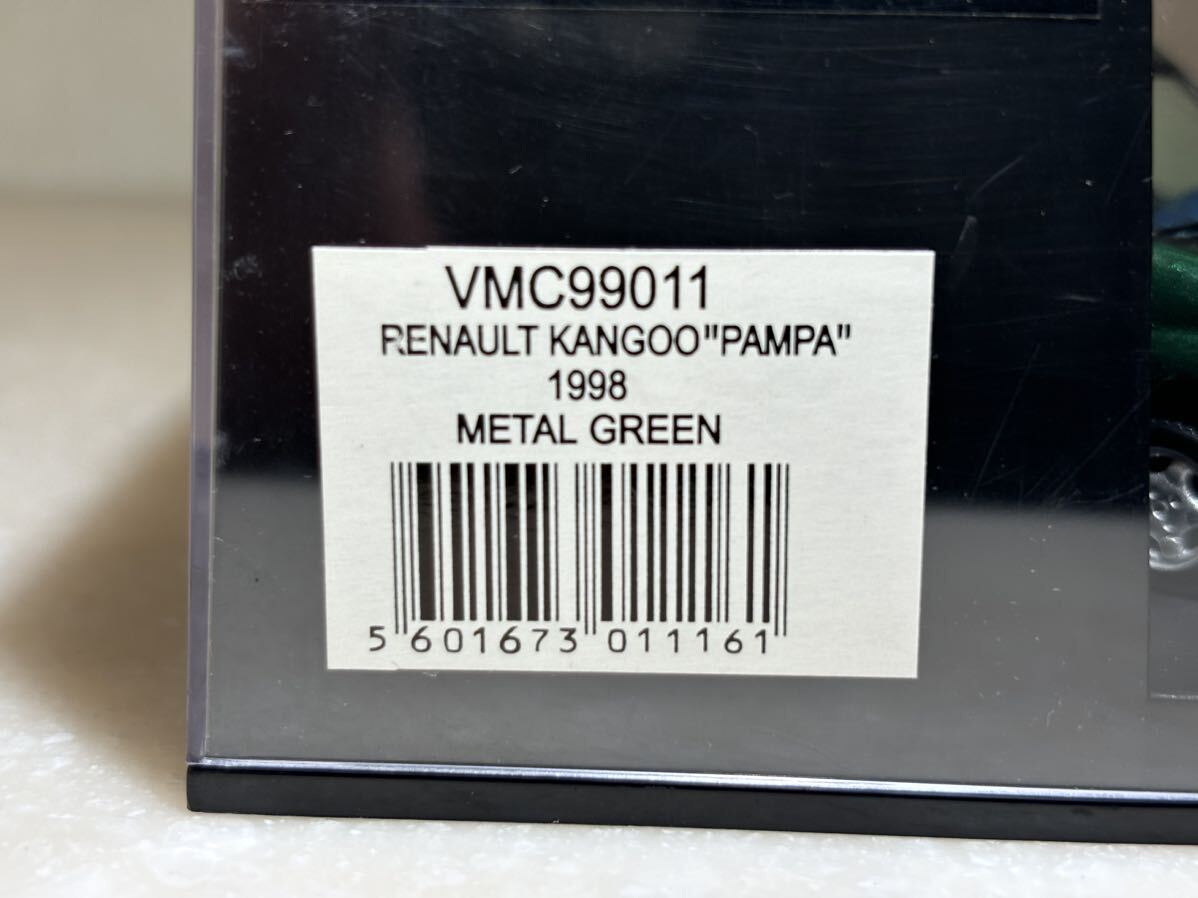 VMC99011
RENAULT KANGOO"PAMPA"
1998
METAL GREEN
5 601673 011161